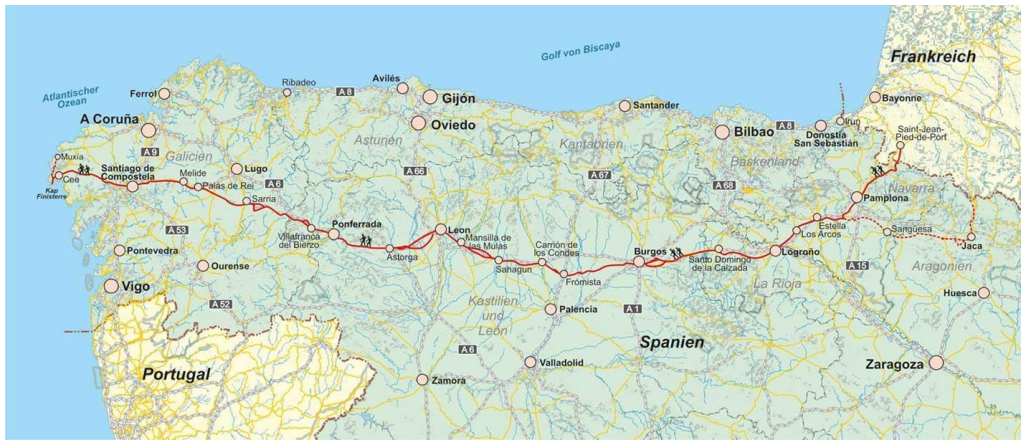 Golf von Biscaya
Frankreich
Atlantischer
Ozean
Ferrol
Ribadeo
A 8
Avilés
Gijón
Santander
Bayonne
A Coruña
Oviedo
Bilbao
A 8
Irun
Donostía
San Sebastián
Saint-Jean-
Pied-de-Port
A 9
Galicien
Asturien
Kantabrien
Baskenland
Muxía
Cee
Kap
Finisterre
Santiago de
Compostela
Melide
Palas de Rei
Lugo
A 6
Sarria
A 66
A 67
A 68
Navarra
Pamplona
A 53
Villafranca
del Bierzo
Ponferrada
Astorga
Leon
Mansilla de
las Mulas
Sahagun
Carrión de
los Condes
Frómista
Burgos
Santo Domingo
de la Calzada
Logroño
Los Arcos
Estella
Sangüesa
Jaca
Pontevedra
Ourense
Vigo
A 52
Kastilien
und
León
Palencia
A 1
La Rioja
A 15
Aragonien
Huesca
Portugal
A 6
Zamora
Valladolid
Spanien
Zaragoza